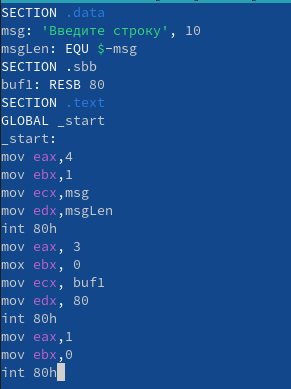 SECTION .data
msg: 'Введите строку', 10
msgLen: EQU $-msg
SECTION .sbb
buf1: RESB 80
SECTION .text
GLOBAL _start
_start:
mov eax,4
mov ebx,1
mov ecx,msg
mov edx,msgLen
int 80h
mov eax, 3
mox ebx, 0
mov ecx, buf1
mov edx, 80
int 80h
mov eax,1
mov ebx,0
int 80h